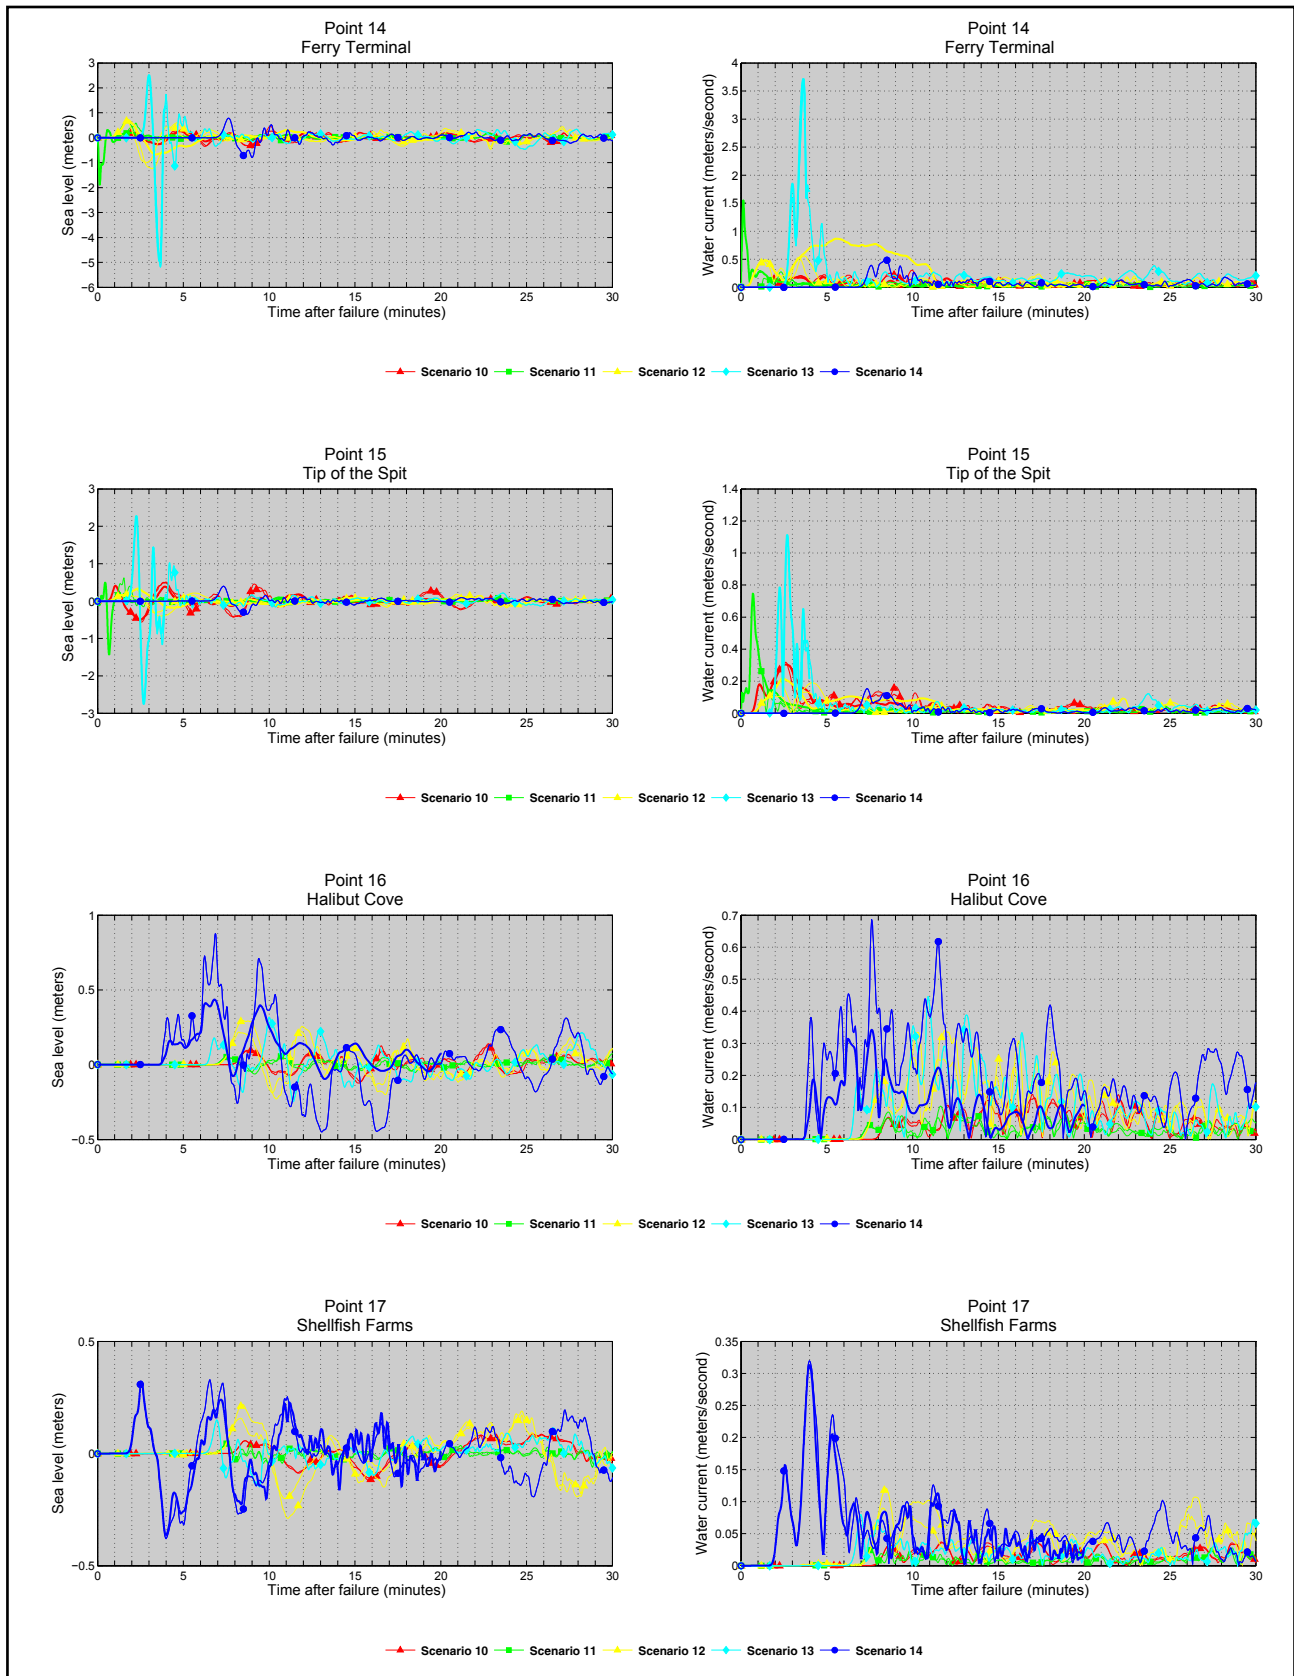 Point 14
Ferry Terminal
Sea level (meters)
3
2
1
0
−1
−2
−3
−4
−5
−6
0 5 10 15 20 25 30
Time after failure (minutes)
Point 14
Ferry Terminal
Water current (meters/second)
4
3.5
3
2.5
2
1.5
1
0.5
0
0 5 10 15 20 25 30
Time after failure (minutes)
Scenario 10 Scenario 11 Scenario 12 Scenario 13 Scenario 14
Point 15
Tip of the Spit
Sea level (meters)
3
2
1
0
−1
−2
−3
0 5 10 15 20 25 30
Time after failure (minutes)
Point 15
Tip of the Spit
Water current (meters/second)
1.4
1.2
1
0.8
0.6
0.4
0.2
0
0 5 10 15 20 25 30
Time after failure (minutes)
Scenario 10 Scenario 11 Scenario 12 Scenario 13 Scenario 14
Point 16
Halibut Cove
Sea level (meters)
1
0.5
0
−0.5
0 5 10 15 20 25 30
Time after failure (minutes)
Point 16
Halibut Cove
Water current (meters/second)
0.7
0.6
0.5
0.4
0.3
0.2
0.1
0
0 5 10 15 20 25 30
Time after failure (minutes)
Scenario 10 Scenario 11 Scenario 12 Scenario 13 Scenario 14
Point 17
Shellfish Farms
Sea level (meters)
0.5
0
−0.5
0 5 10 15 20 25 30
Time after failure (minutes)
Point 17
Shellfish Farms
Water current (meters/second)
0.35
0.3
0.25
0.2
0.15
0.1
0.05
0
0 5 10 15 20 25 30
Time after failure (minutes)
Scenario 10 Scenario 11 Scenario 12 Scenario 13 Scenario 14